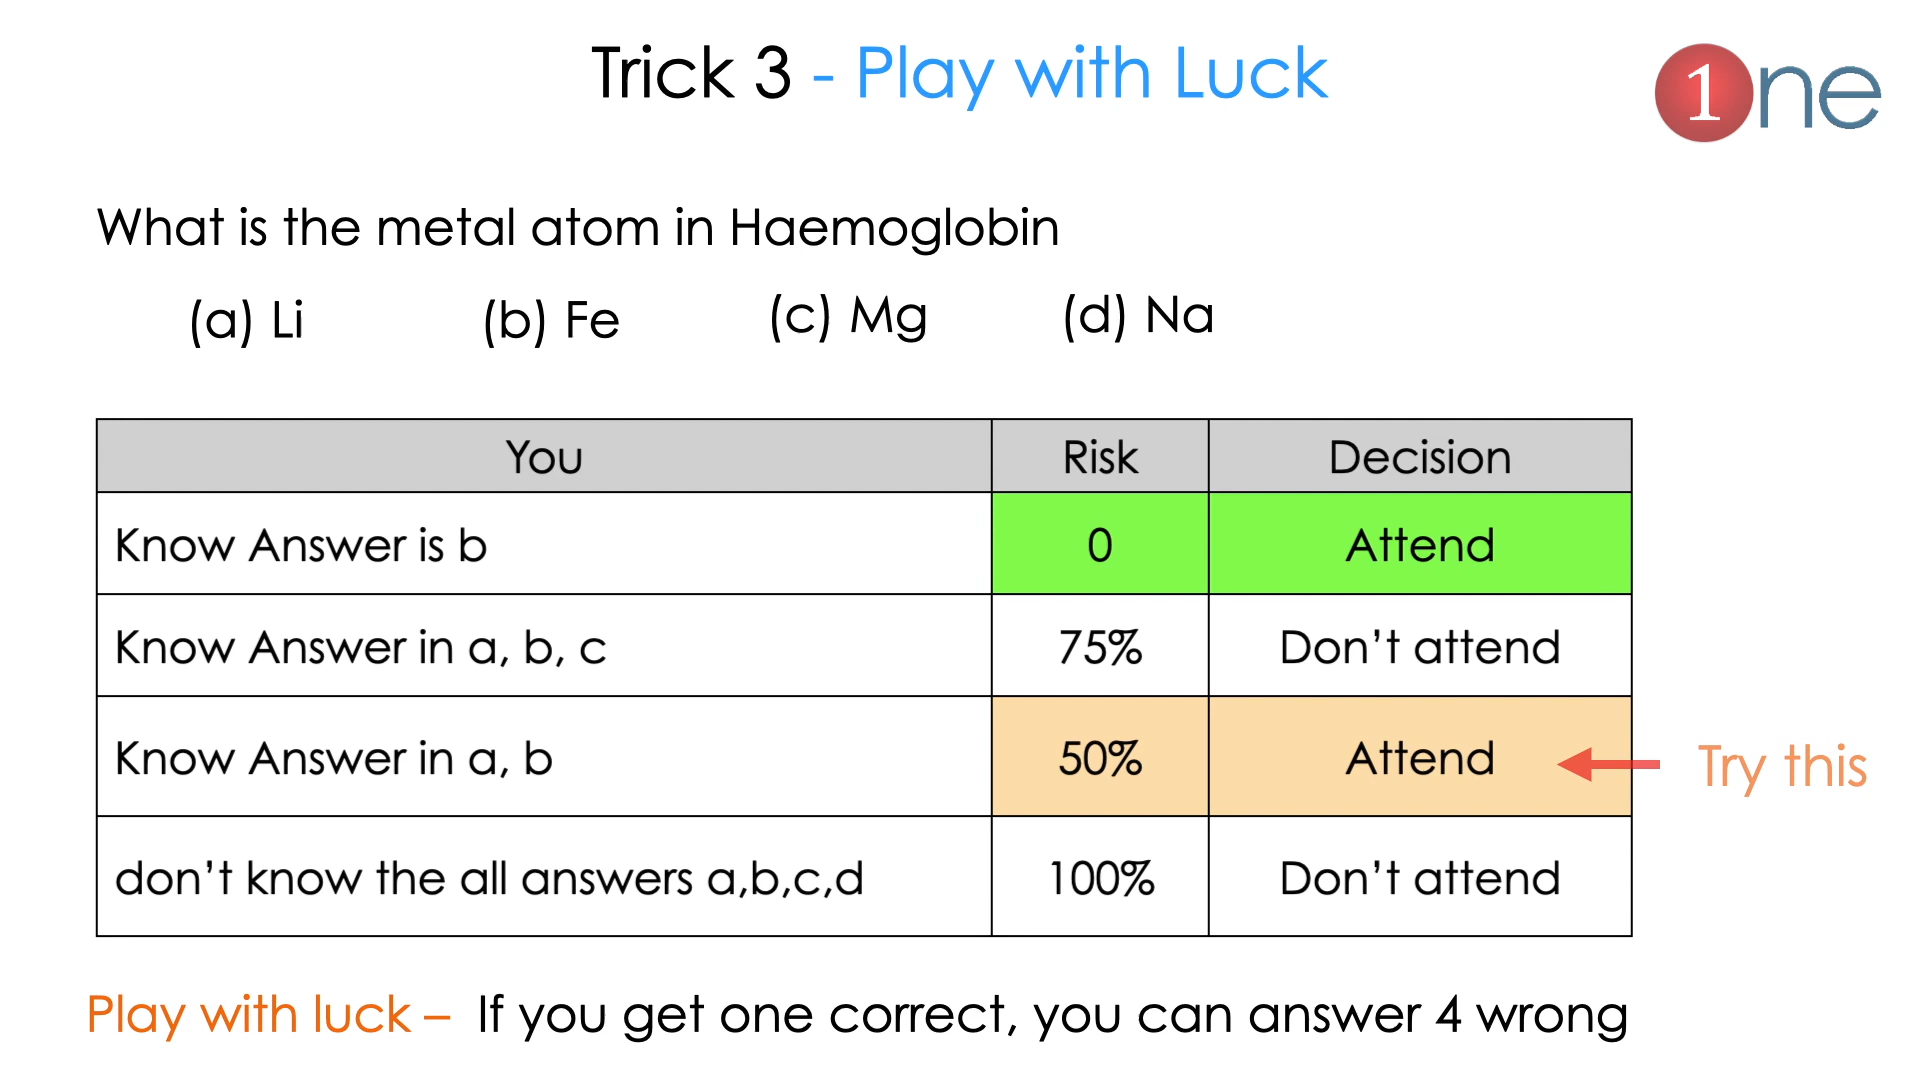 Trick 3 - Play with Luck
1ne
What is the metal atom in Haemoglobin
(a) Li (b) Fe (c) Mg (d) Na
You Risk Decision
Know Answer is b 0 Attend
Know Answer in a, b, c 75% Don’t attend
Know Answer in a, b 50% Attend Try this
don’t know the all answers a,b,c,d 100% Don’t attend
Play with luck – If you get one correct, you can answer 4 wrong